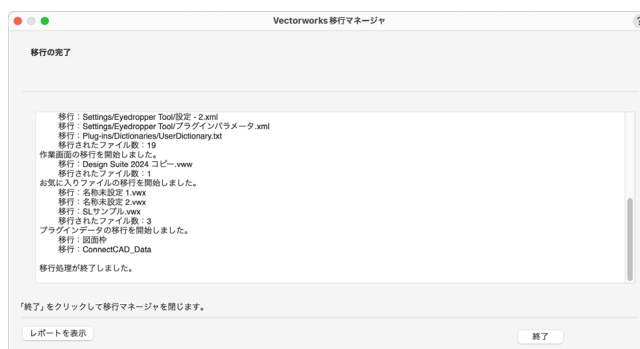 Vectorworks 移行マネージャ
?
移行の完了
移行：Settings/Eyedropper Tool/設定 - 2.xml
移行：Settings/Eyedropper Tool/プラグインパラメータ.xml
移行：Plug-ins/Dictionaries/UserDictionary.txt
移行されたファイル数：19
作業画面の移行を開始しました。
移行：Design Suite 2024 コピー.vww
移行されたファイル数：1
お気に入りファイルの移行を開始しました。
移行：名称未設定 1.vwx
移行：名称未設定 2.vwx
移行：SLサンプル.vwx
移行されたファイル数：3
プラグインデータの移行を開始しました。
移行：図面枠
移行：ConnectCAD_Data
移行処理が終了しました。
「終了」をクリックして移行マネージャを閉じます。
レポートを表示
終了